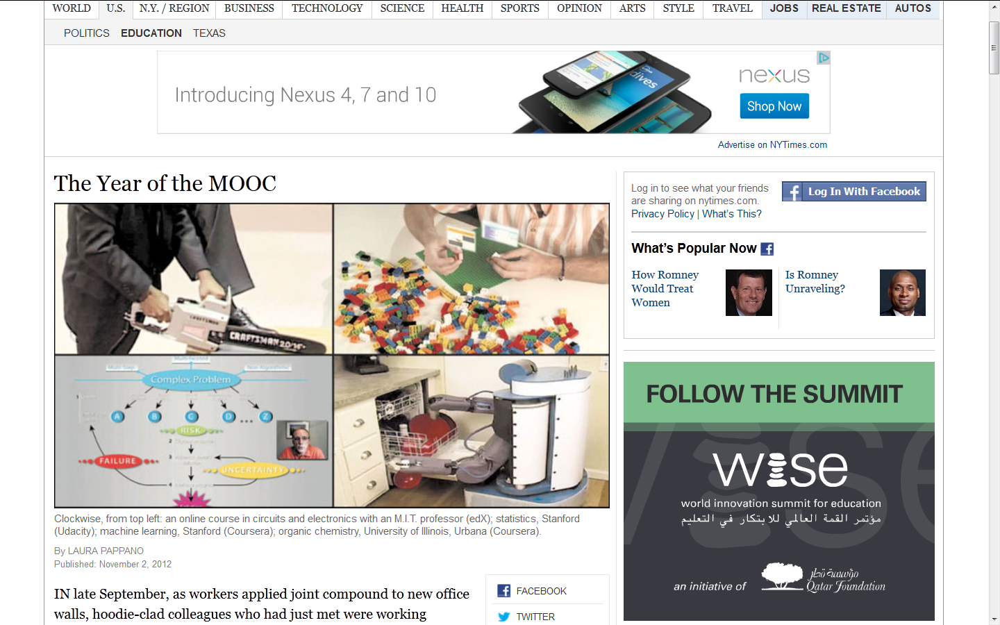 WORLD U.S. N.Y. / REGION BUSINESS TECHNOLOGY SCIENCE HEALTH SPORTS OPINION ARTS STYLE TRAVEL JOBS REAL ESTATE AUTOS
POLITICS EDUCATION TEXAS
Introducing Nexus 4, 7 and 10
nexus
Shop Now
Advertise on NYTimes.com
The Year of the MOOC
CRAFTSMAN
CRAFTSMAN 20/14"
Complex Problem
A B C D ... Z
RISK
2
3
FAILURE
UNCERTAINTY
4
Clockwise, from top left: an online course in circuits and electronics with an M.I.T. professor (edX); statistics, Stanford
(Udacity); machine learning, Stanford (Coursera); organic chemistry, University of Illinois, Urbana (Coursera).
By LAURA PAPPANO
Published: November 2, 2012
IN late September, as workers applied joint compound to new office
walls, hoodie-clad colleagues who had just met were working
FACEBOOK
TWITTER
Log in to see what your friends
are sharing on nytimes.com.
Privacy Policy | What's This?
Log In With Facebook
What's Popular Now
How Romney
Would Treat
Women
Is Romney
Unraveling?
FOLLOW THE SUMMIT
wise
world innovation summit for education
مؤتمر القمة العالمي للابتكار في التعليم
an initiative of
مؤسسة قطر
Qatar Foundation